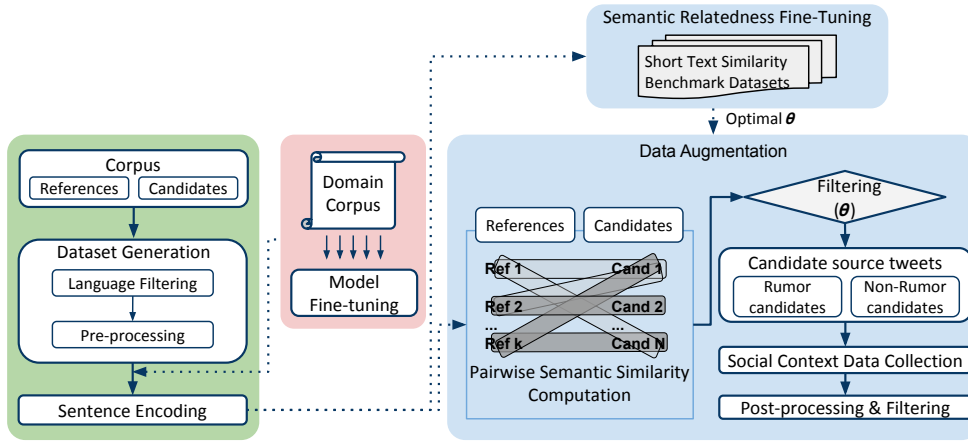 Semantic Relatedness Fine-Tuning
Short Text Similarity
Benchmark Datasets
Optimal θ
Corpus
References
Candidates
Dataset Generation
Language Filtering
Pre-processing
Sentence Encoding
Domain
Corpus
Model
Fine-tuning
Data Augmentation
References
Candidates
Ref 1
Cand 1
Ref 2
Cand 2
...
...
Ref k
Cand N
Pairwise Semantic Similarity
Computation
Filtering
(θ)
Candidate source tweets
Rumor
candidates
Non-Rumor
candidates
Social Context Data Collection
Post-processing & Filtering